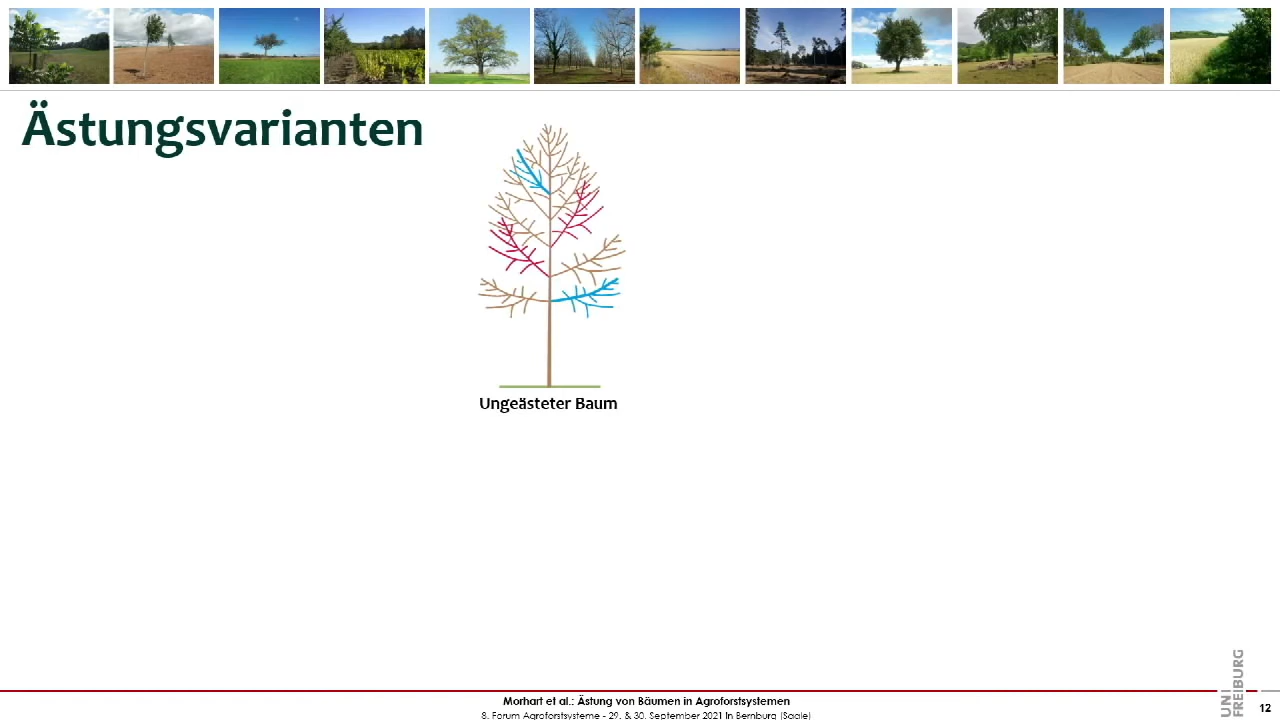 Ästungsvarianten
Ungeästeter Baum
Morhart et al.: Ästung von Bäumen in Agroforstsystemen
8. Forum Agroforstsysteme - 29. & 30. September 2021 in Bernburg (Saale)
UNI
FREIBURG
12